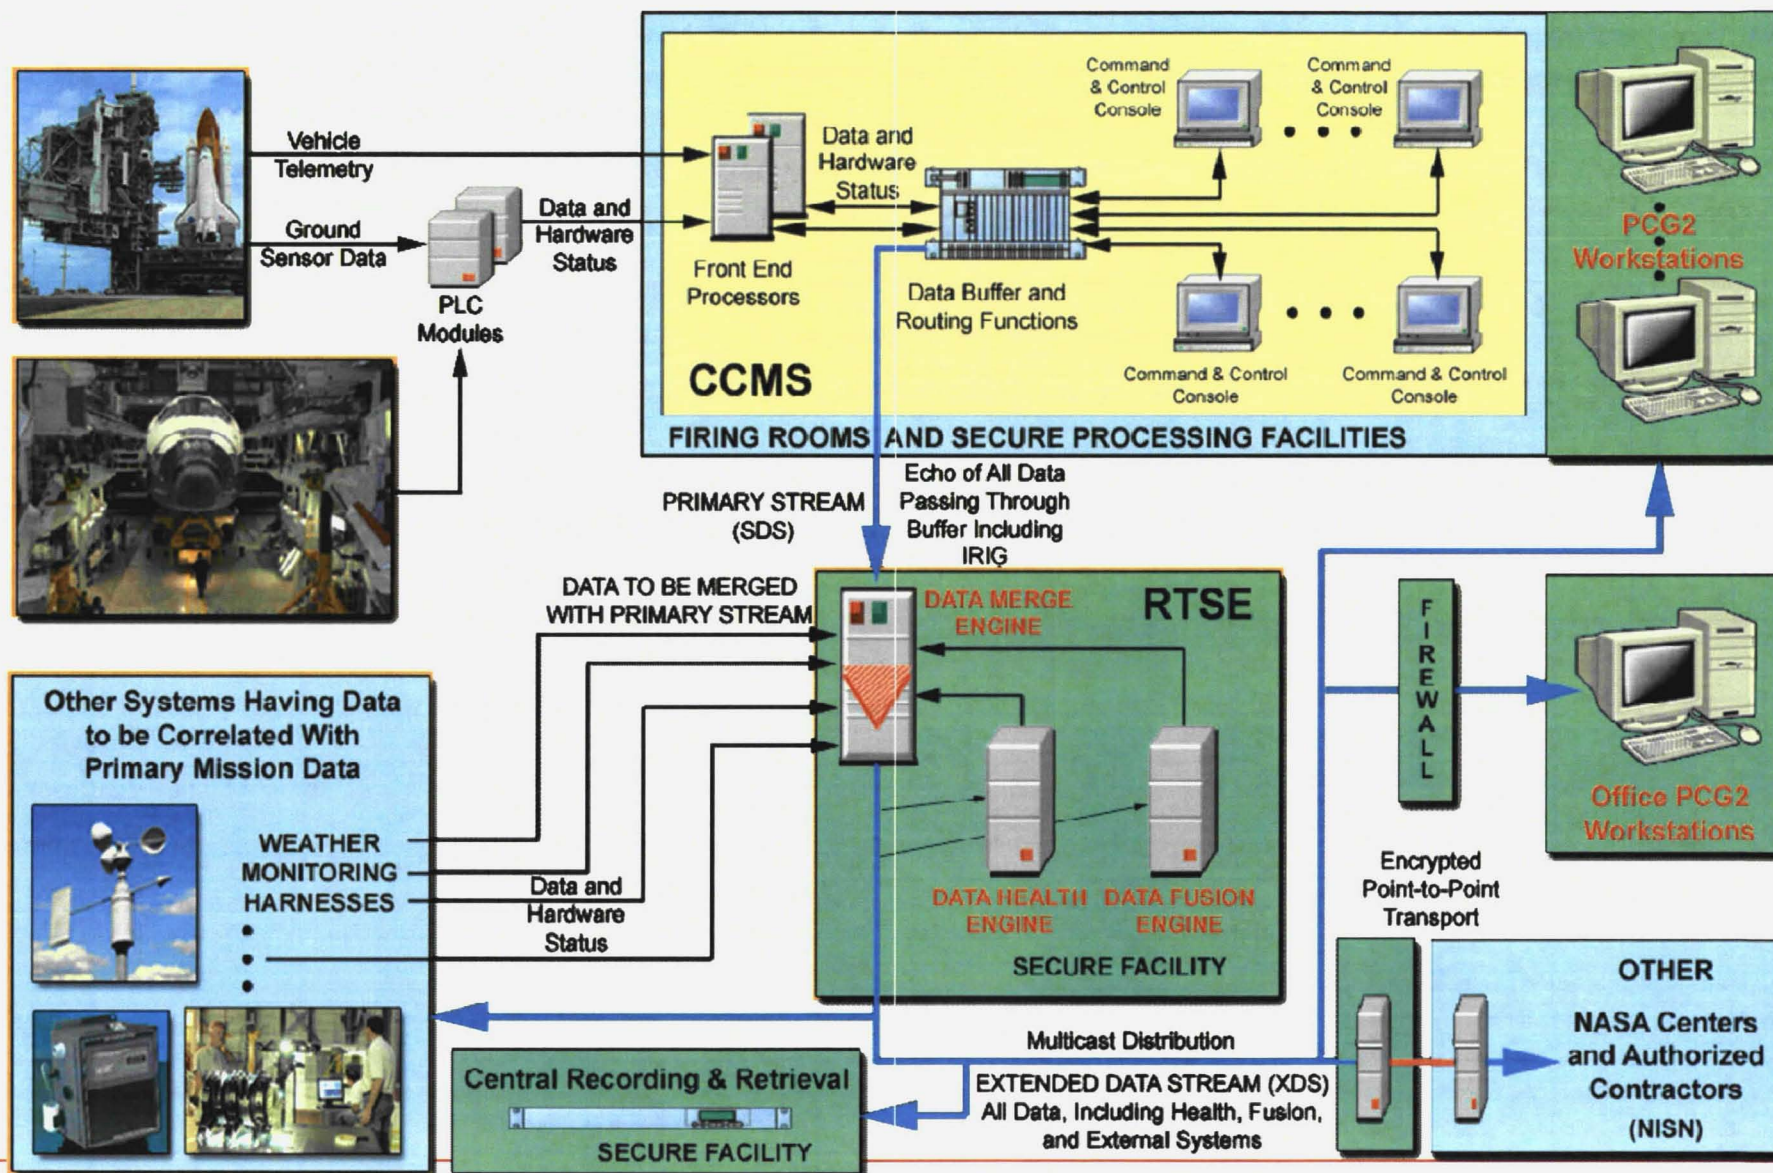 Vehicle
Telemetry
Ground
Sensor Data
PLC
Modules
Data and
Hardware
Status
Front End
Processors
Data and
Hardware
Status
Data Buffer and
Routing Functions
Command
& Control
Console
Command
& Control
Console
Command & Control
Console
Command & Control
Console
CCMS
FIRING ROOMS AND SECURE PROCESSING FACILITIES
PCG2
Workstations
PRIMARY STREAM
(SDS)
Echo of All Data
Passing Through
Buffer Including
IRIG
DATA TO BE MERGED
WITH PRIMARY STREAM
DATA MERGE
ENGINE
RTSE
DATA HEALTH
ENGINE
DATA FUSION
ENGINE
SECURE FACILITY
FIREWALL
Office PCG2
Workstations
Other Systems Having Data
to be Correlated With
Primary Mission Data
WEATHER
MONITORING
HARNESSES
Data and
Hardware
Status
Encrypted
Point-to-Point
Transport
OTHER
NASA Centers
and Authorized
Contractors
(NISN)
Multicast Distribution
EXTENDED DATA STREAM (XDS)
All Data, Including Health, Fusion,
and External Systems
Central Recording & Retrieval
SECURE FACILITY